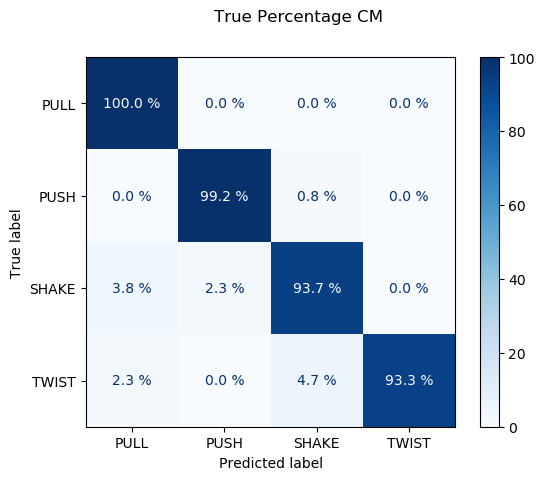 True Percentage CM
PULL 100.0 % 0.0 % 0.0 % 0.0 %
PUSH 0.0 % 99.2 % 0.8 % 0.0 %
SHAKE 3.8 % 2.3 % 93.7 % 0.0 %
TWIST 2.3 % 0.0 % 4.7 % 93.3 %
PULL PUSH SHAKE TWIST
Predicted label
True label
100
80
60
40
20
0